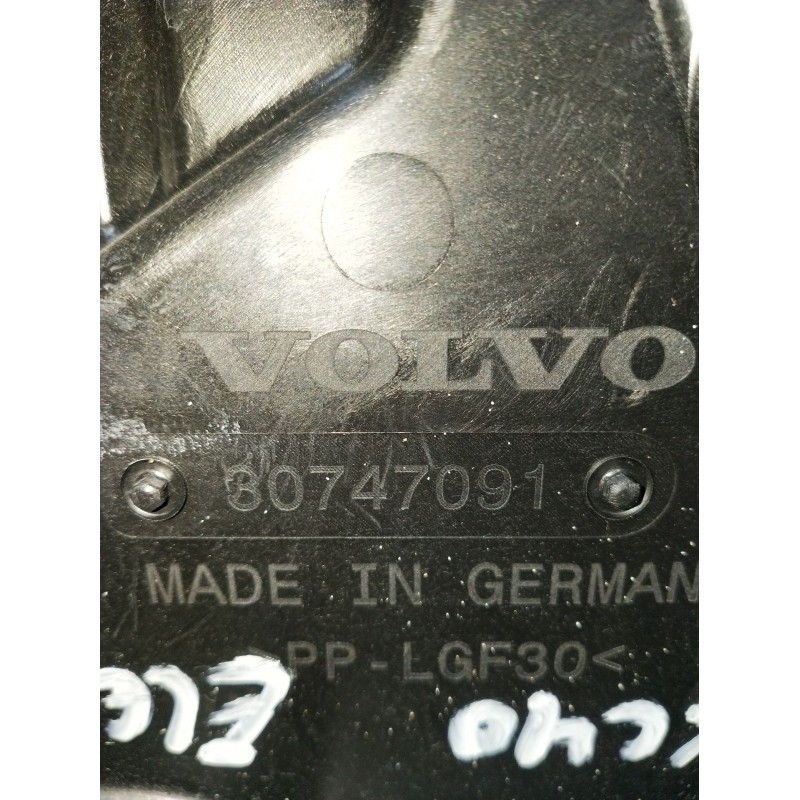 VOLVO
30747091
MADE IN GERMAN
>PP-LGF30<